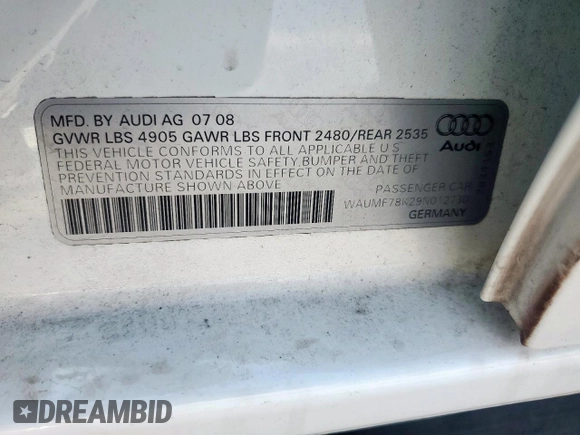 MFD. BY AUDI AG 07 08
GVWR LBS 4905 GAWR LBS FRONT 2480/REAR 2535
THIS VEHICLE CONFORMS TO ALL APPLICABLE U S
FEDERAL MOTOR VEHICLE SAFETY, BUMPER AND THEFT
PREVENTION STANDARDS IN EFFECT ON THE DATE OF
MANUFACTURE SHOWN ABOVE
Audi
PASSENGER CAR
GERMANY
DREAMBID